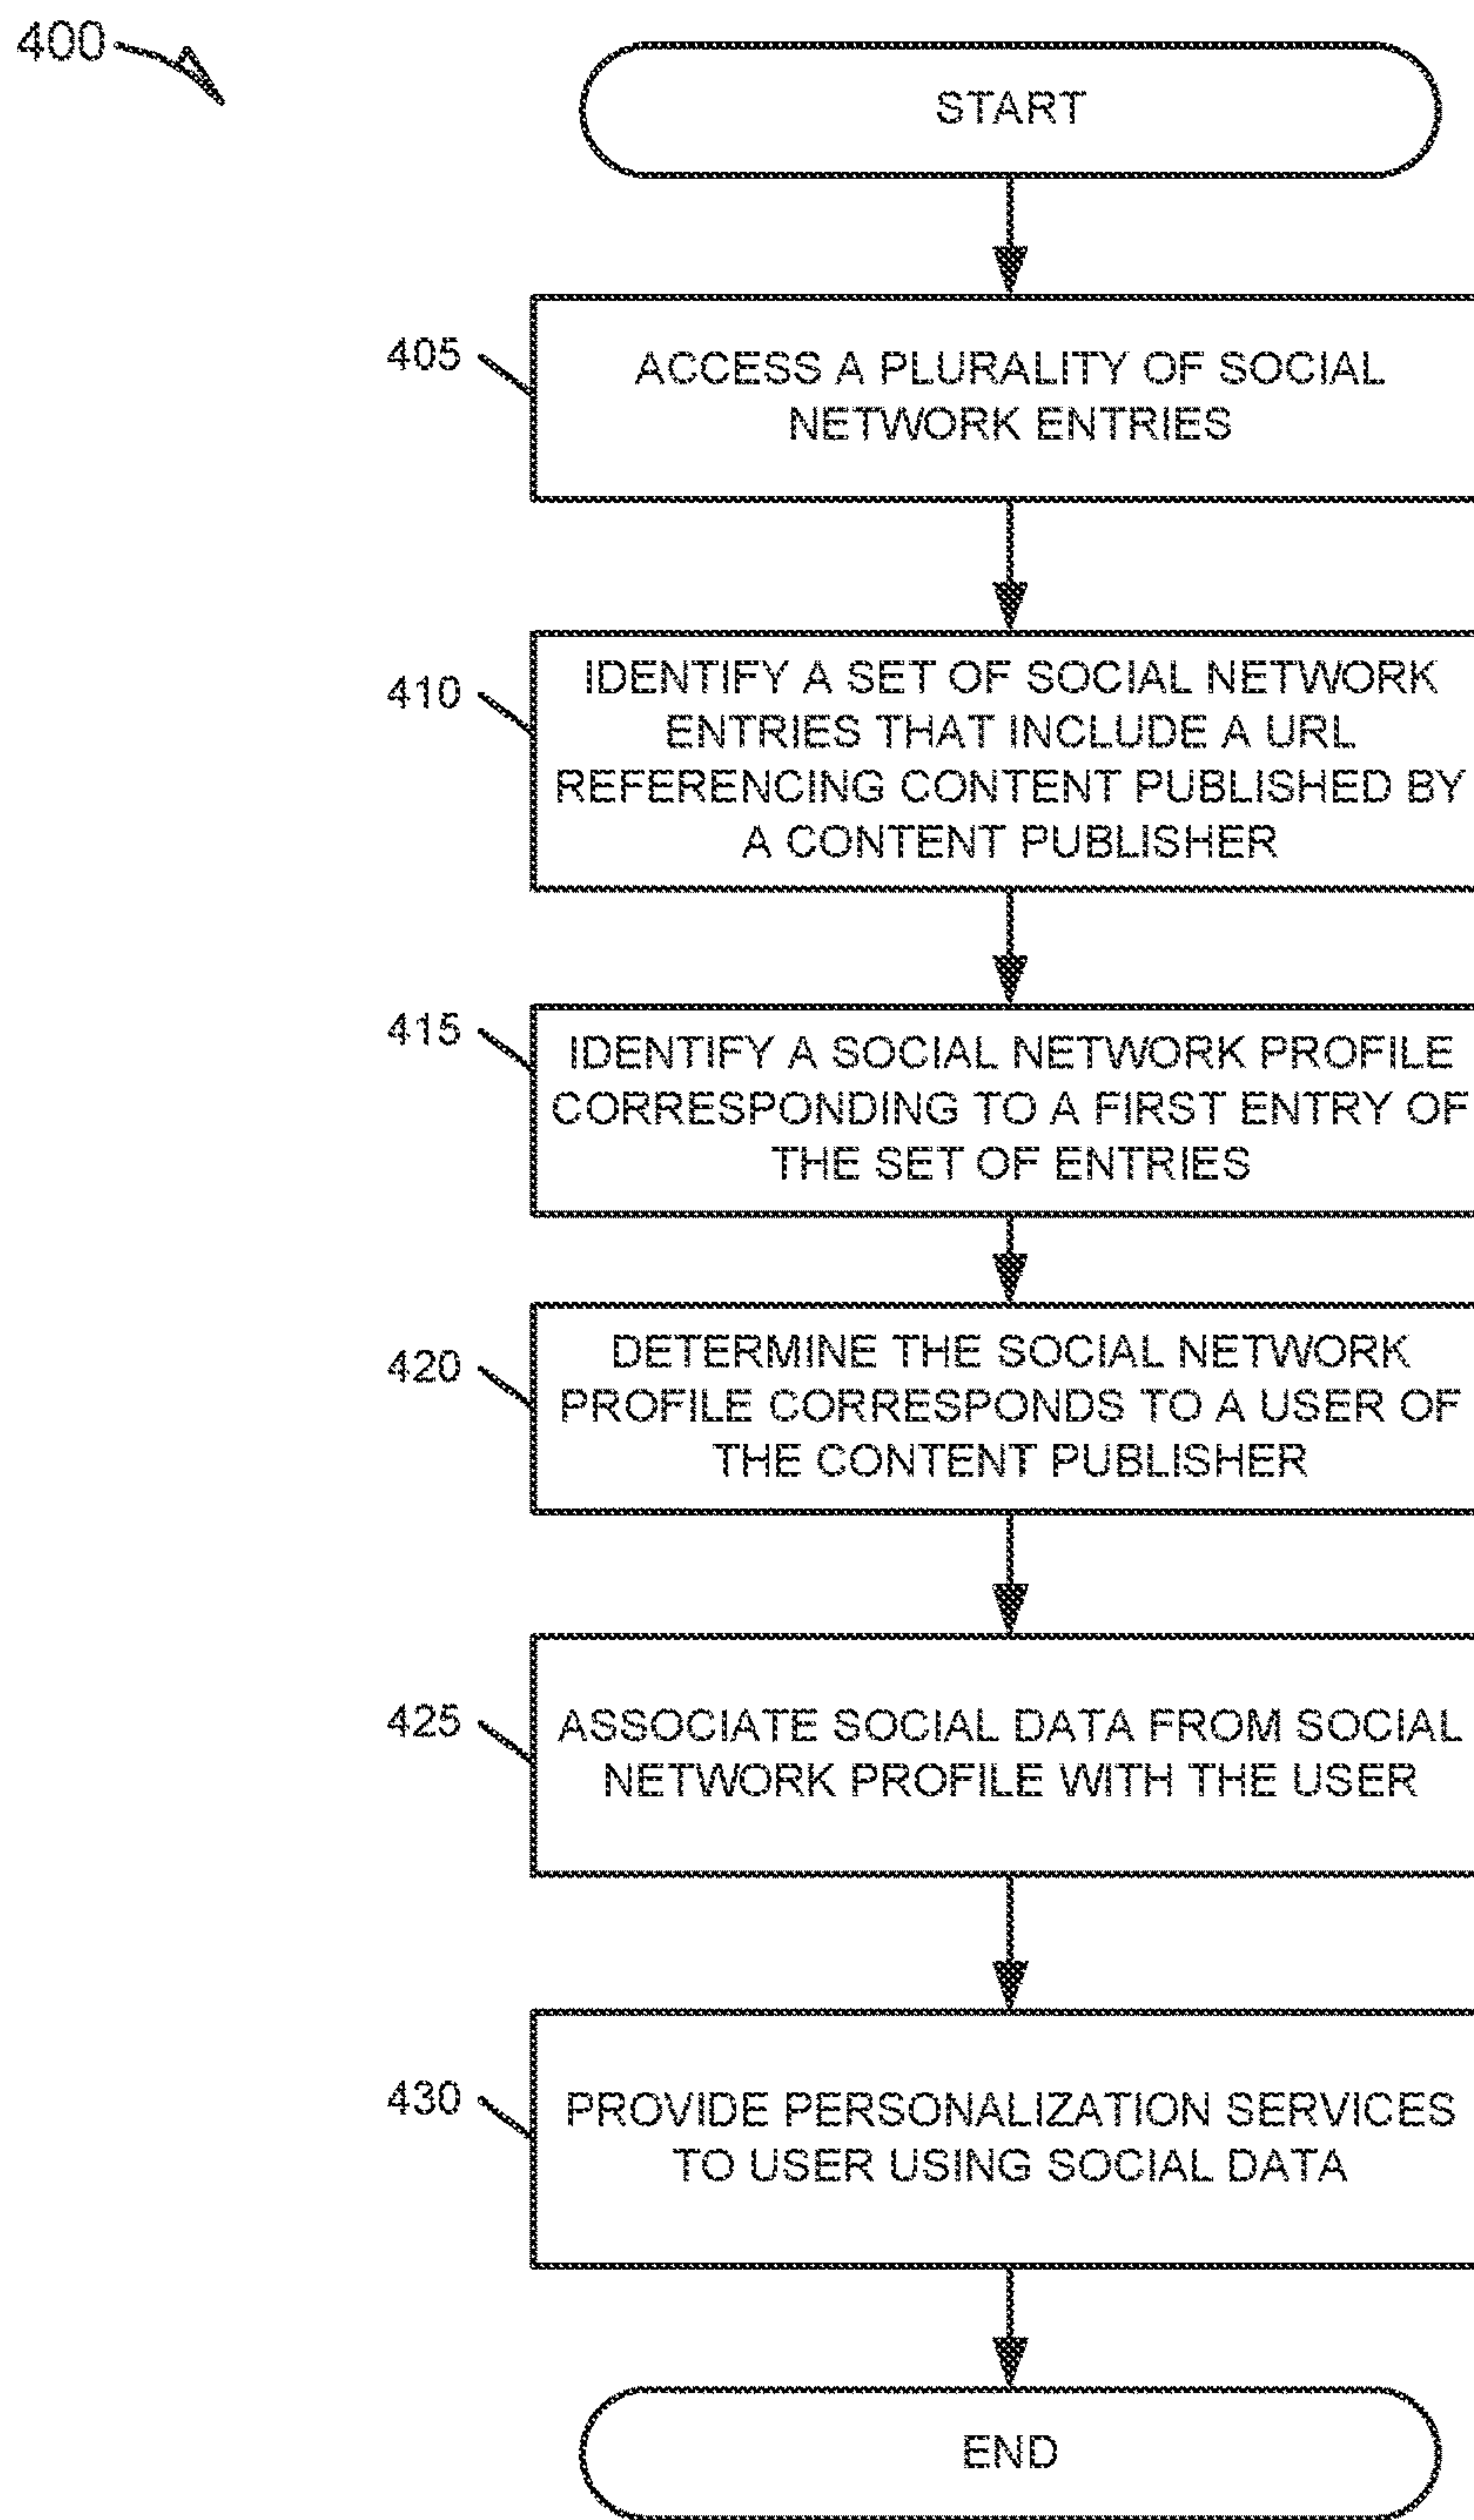 400
START
405
ACCESS A PLURALITY OF SOCIAL
NETWORK ENTRIES
410
IDENTIFY A SET OF SOCIAL NETWORK
ENTRIES THAT INCLUDE A URL
REFERENCING CONTENT PUBLISHED BY
A CONTENT PUBLISHER
415
IDENTIFY A SOCIAL NETWORK PROFILE
CORRESPONDING TO A FIRST ENTRY OF
THE SET OF ENTRIES
420
DETERMINE THE SOCIAL NETWORK
PROFILE CORRESPONDS TO A USER OF
THE CONTENT PUBLISHER
425
ASSOCIATE SOCIAL DATA FROM SOCIAL
NETWORK PROFILE WITH THE USER
430
PROVIDE PERSONALIZATION SERVICES
TO USER USING SOCIAL DATA
END